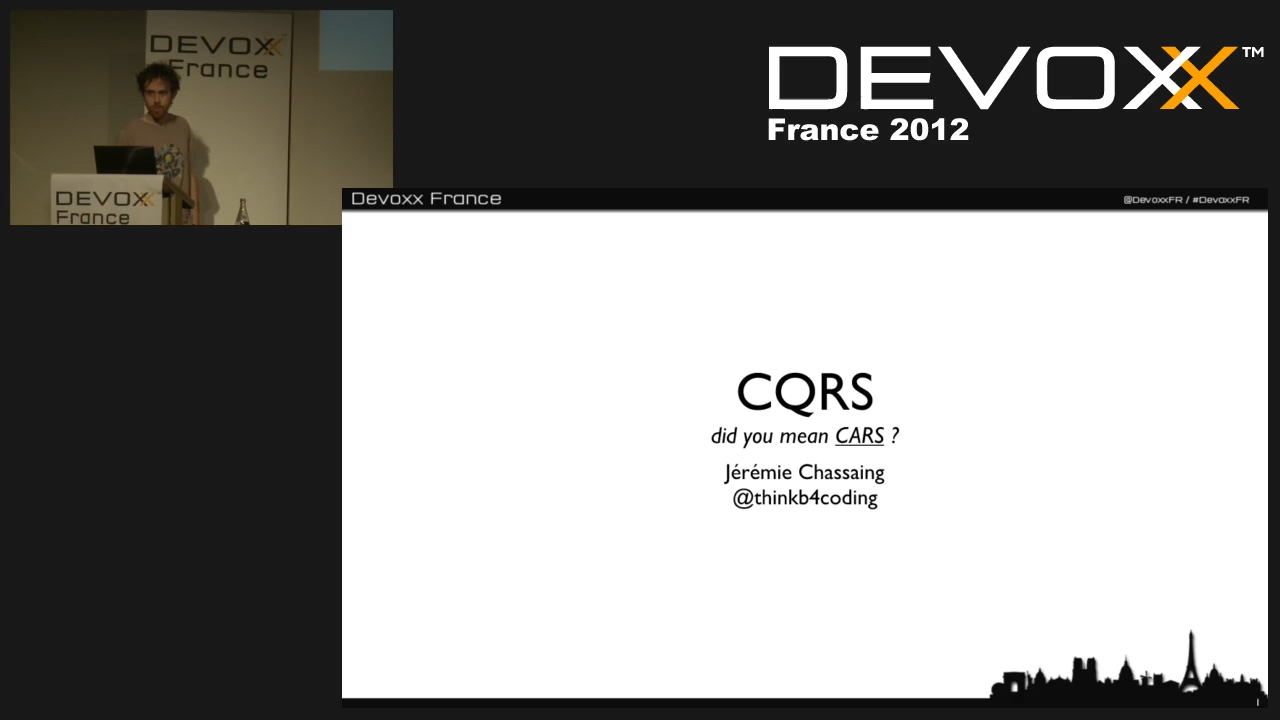 DEVOXX
France
DEVOXX
France
DEVOXX™
France 2012
Devoxx France
@DevoxxFR / #DevoxxFR
CQRS
did you mean CARS ?
Jérémie Chassaing
@thinkb4coding
1